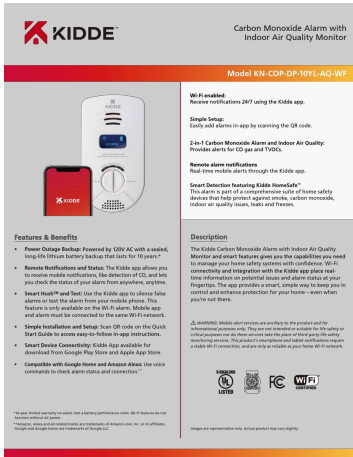 KIDDE™
Carbon Monoxide Alarm with
Indoor Air Quality Monitor
Model KN-COP-DP-10YL-AQ-WF
KIDDE
Wi-Fi enabled:
Receive notifications 24/7 using the Kidde app.
Simple Setup:
Easily add alarms in-app by scanning the QR code.
2-in-1 Carbon Monoxide Alarm and Indoor Air Quality:
Provides alerts for CO gas and TVOCs.
Remote alarm notifications
Real-time mobile alerts through the Kidde app.
Smart Detection featuring Kidde HomeSafe™
This alarm is part of a comprehensive suite of home safety
devices that help protect against smoke, carbon monoxide,
indoor air quality issues, leaks and freezes.
Features & Benefits
• Power Outage Backup: Powered by 120V AC with a sealed,
long-life lithium battery backup that lasts for 10 years.*
• Remote Notifications and Status: The Kidde app allows you
to receive mobile notifications, like detection of CO, and lets
you check the status of your alarm from anywhere, anytime.
• Smart Hush™ and Test: Use the Kidde App to silence false
alarms or test the alarm from your mobile phone. This
feature is only available on the Wi-Fi alarm. Mobile app
and alarm must be connected to the same Wi-Fi network.
• Simple Installation and Setup: Scan QR code on the Quick
Start Guide to access easy-to-follow in-app instructions.
• Smart Device Connectivity: Kidde App available for
download from Google Play Store and Apple App Store.
• Compatible with Google Home and Amazon Alexa: Use voice
commands to check alarm status and connection.**
*10-year limited warranty on alarm. Not a battery performance claim. Wi-Fi features do not
function without AC power.
**Amazon, Alexa and all related marks are trademarks of Amazon.com, Inc. or its affiliates.
Google and Google Home are trademarks of Google LLC.
Description
The Kidde Carbon Monoxide Alarm with Indoor Air Quality
Monitor and smart features gives you the capabilities you need
to manage your home safety systems with confidence. Wi-Fi
connectivity and integration with the Kidde app place real-
time information on potential issues and alarm status at your
fingertips. The app provides a smart, simple way to keep you in
control and enhance protection for your home – even when
you're not there.
⚠ WARNING: Mobile alert services are ancillary to the product and for
informational purposes only. They are not intended or suitable for life safety or
critical purposes nor do these services take the place of third-party life safety
monitoring services. This product's smartphone and tablet notifications require
a stable Wi-Fi connection, and are only as reliable as your home Wi-Fi network.
UL
LISTED
FC
Wi Fi
CERTIFIED
Images are representation only. Actual product may vary slightly.